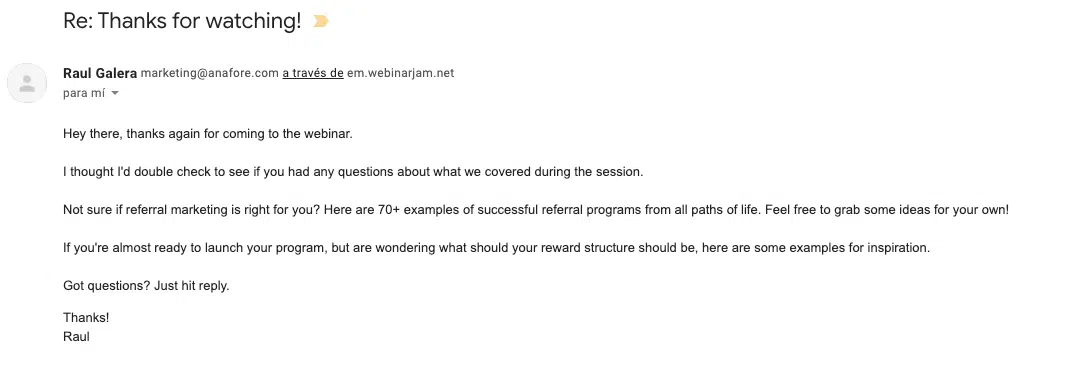 Re: Thanks for watching!
Raul Galera marketing@anafore.com a través de em.webinarjam.net
para mí
Hey there, thanks again for coming to the webinar.
I thought I'd double check to see if you had any questions about what we covered during the session.
Not sure if referral marketing is right for you? Here are 70+ examples of successful referral programs from all paths of life. Feel free to grab some ideas for your own!
If you're almost ready to launch your program, but are wondering what should your reward structure should be, here are some examples for inspiration.
Got questions? Just hit reply.
Thanks!
Raul